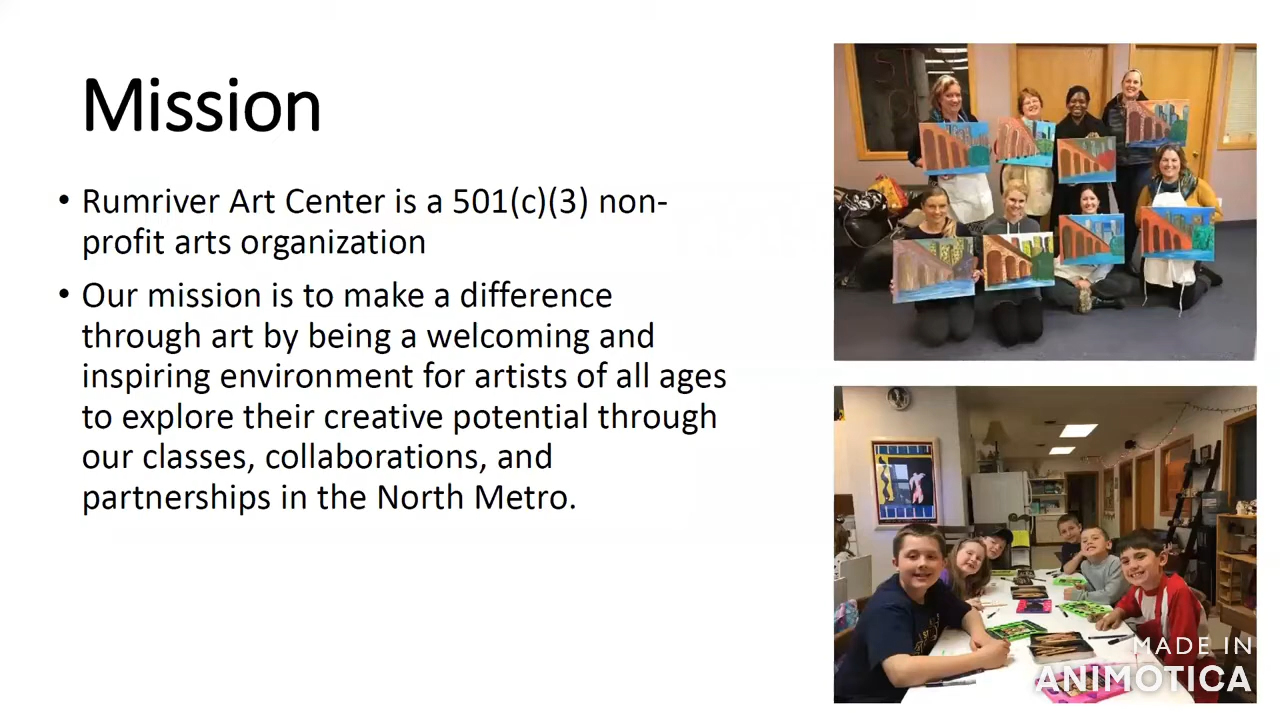 Mission
• Rumriver Art Center is a 501(c)(3) non-
profit arts organization
• Our mission is to make a difference
through art by being a welcoming and
inspiring environment for artists of all ages
to explore their creative potential through
our classes, collaborations, and
partnerships in the North Metro.
MADE IN
ANIMOTICA